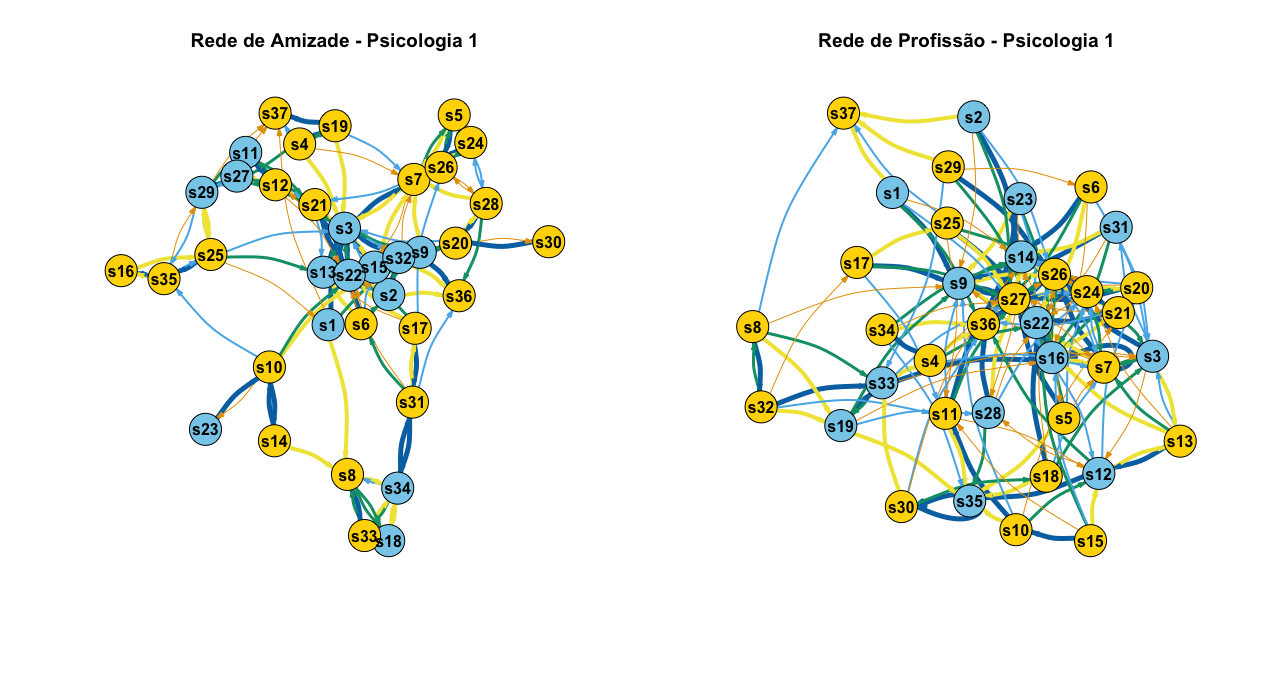 Rede de Amizade - Psicologia 1
s37
s19
s5
s4
s24
s11
s26
s27
s12
s7
s29
s21
s28
s3
s20
s30
s25
s9
s32
s15
s16
s35
s13
s22
s2
s36
s1
s6
s17
s10
s31
s23
s14
s8
s34
s33
s18
Rede de Profissão - Psicologia 1
s37
s2
s29
s6
s1
s23
s25
s31
s14
s17
s26
s9
s24
s20
s27
s21
s36
s22
s8
s34
s4
s16
s3
s7
s33
s32
s11
s28
s5
s19
s13
s18
s12
s35
s30
s10
s15